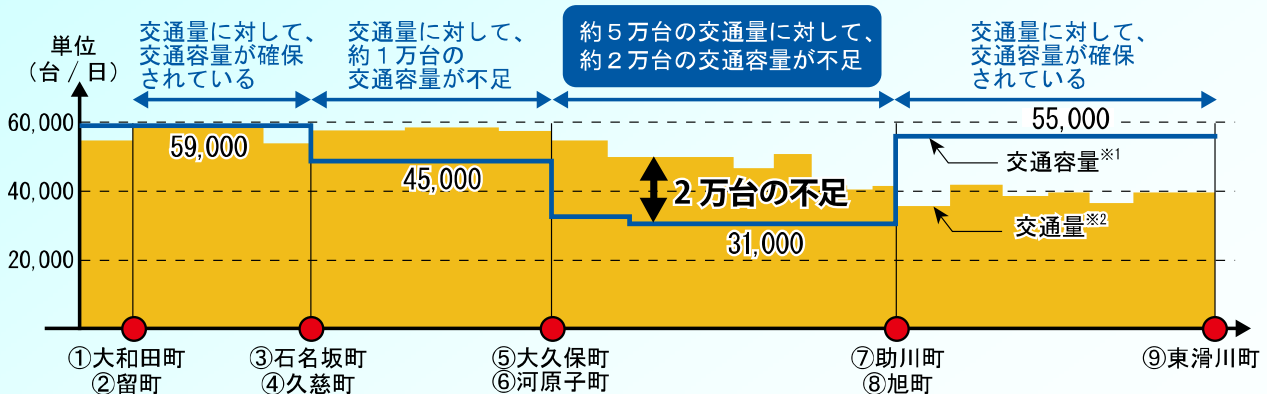 単位
(台/日)
交通量に対して、
交通容量が確保
されている
交通量に対して、
約1万台の
交通容量が不足
約5万台の交通量に対して、
約2万台の交通容量が不足
交通量に対して、
交通容量が確保
されている
60,000
40,000
20,000
59,000
45,000
2万台の不足
31,000
55,000
交通容量※1
交通量※2
①大和田町
②留町
③石名坂町
④久慈町
⑤大久保町
⑥河原子町
⑦助川町
⑧旭町
⑨東滑川町